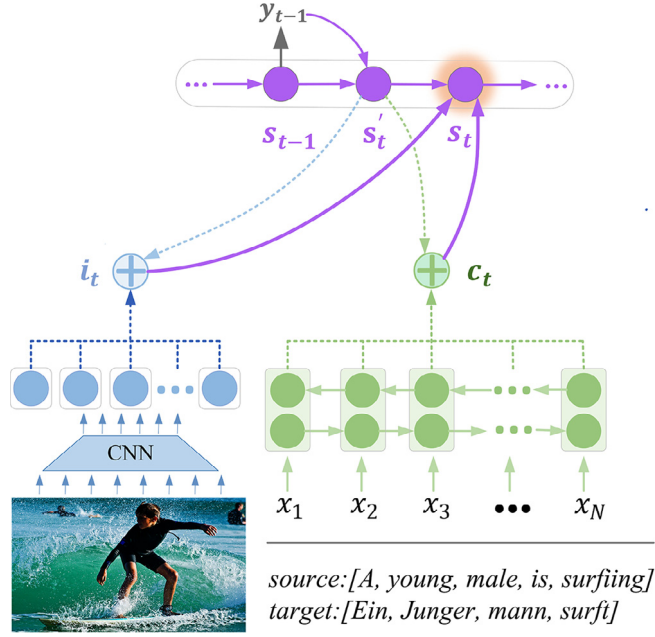 y_{t-1}
... ...
s_{t-1} s'_t s_t
i_t c_t
CNN
x_1 x_2 x_3 ... x_N
source:[A, young, male, is, surfiing]
target:[Ein, Junger, mann, surft]